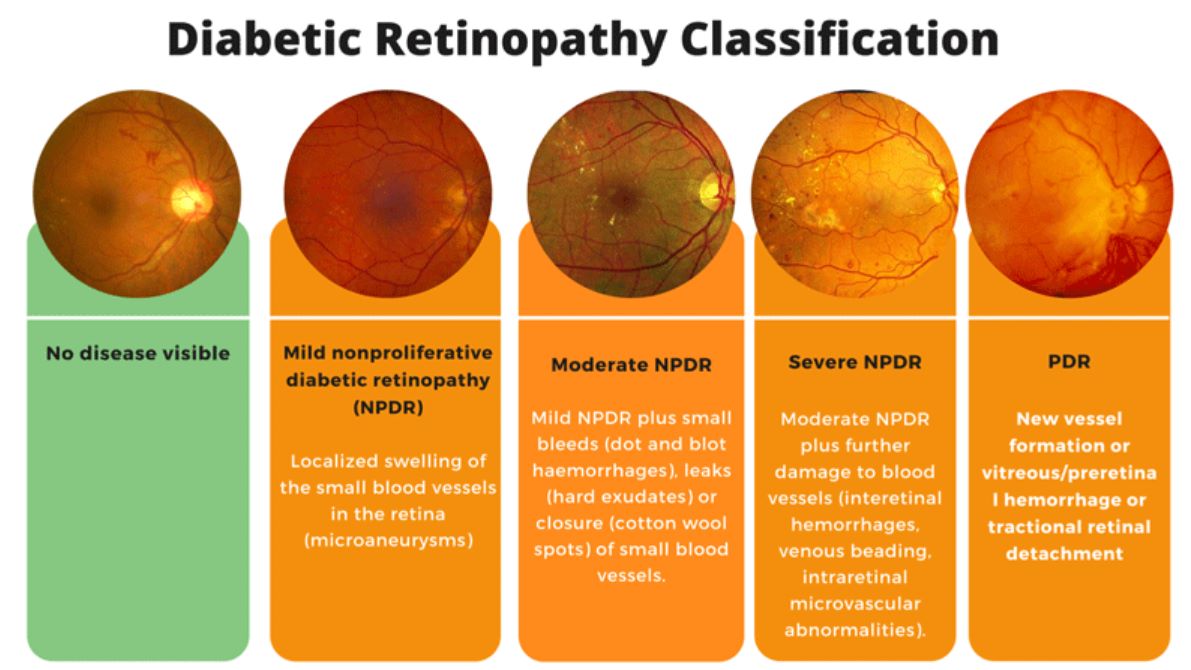 Diabetic Retinopathy Classification
No disease visible
Mild nonproliferative
diabetic retinopathy
(NPDR)
Localized swelling of
the small blood vessels
in the retina
(microaneurysms)
Moderate NPDR
Mild NPDR plus small
bleeds (dot and blot
haemorrhages), leaks
(hard exudates) or
closure (cotton wool
spots) of small blood
vessels.
Severe NPDR
Moderate NPDR
plus further
damage to blood
vessels (interetinal
hemorrhages,
venous beading,
intraretinal
microvascular
abnormalities).
PDR
New vessel
formation or
vitreous/preretina
l hemorrhage or
tractional retinal
detachment